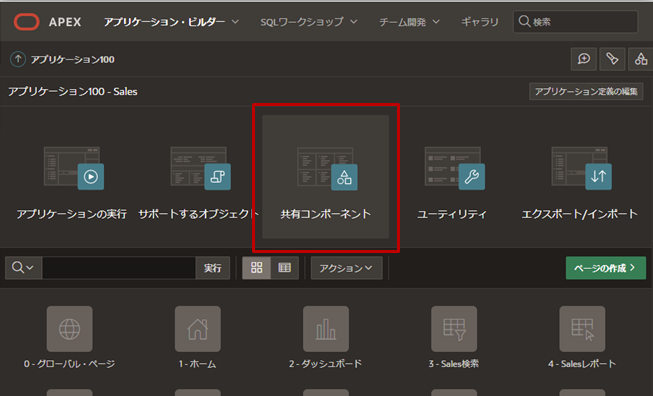 APEX アプリケーション・ビルダー SQLワークショップ チーム開発 ギャラリ 検索
アプリケーション100
アプリケーション100 - Sales アプリケーション定義の編集
アプリケーションの実行 サポートするオブジェクト 共有コンポーネント ユーティリティ エクスポート/インポート
実行 アクション ページの作成
0 - グローバル・ページ 1 - ホーム 2 - ダッシュボード 3 - Sales検索 4 - Salesレポート